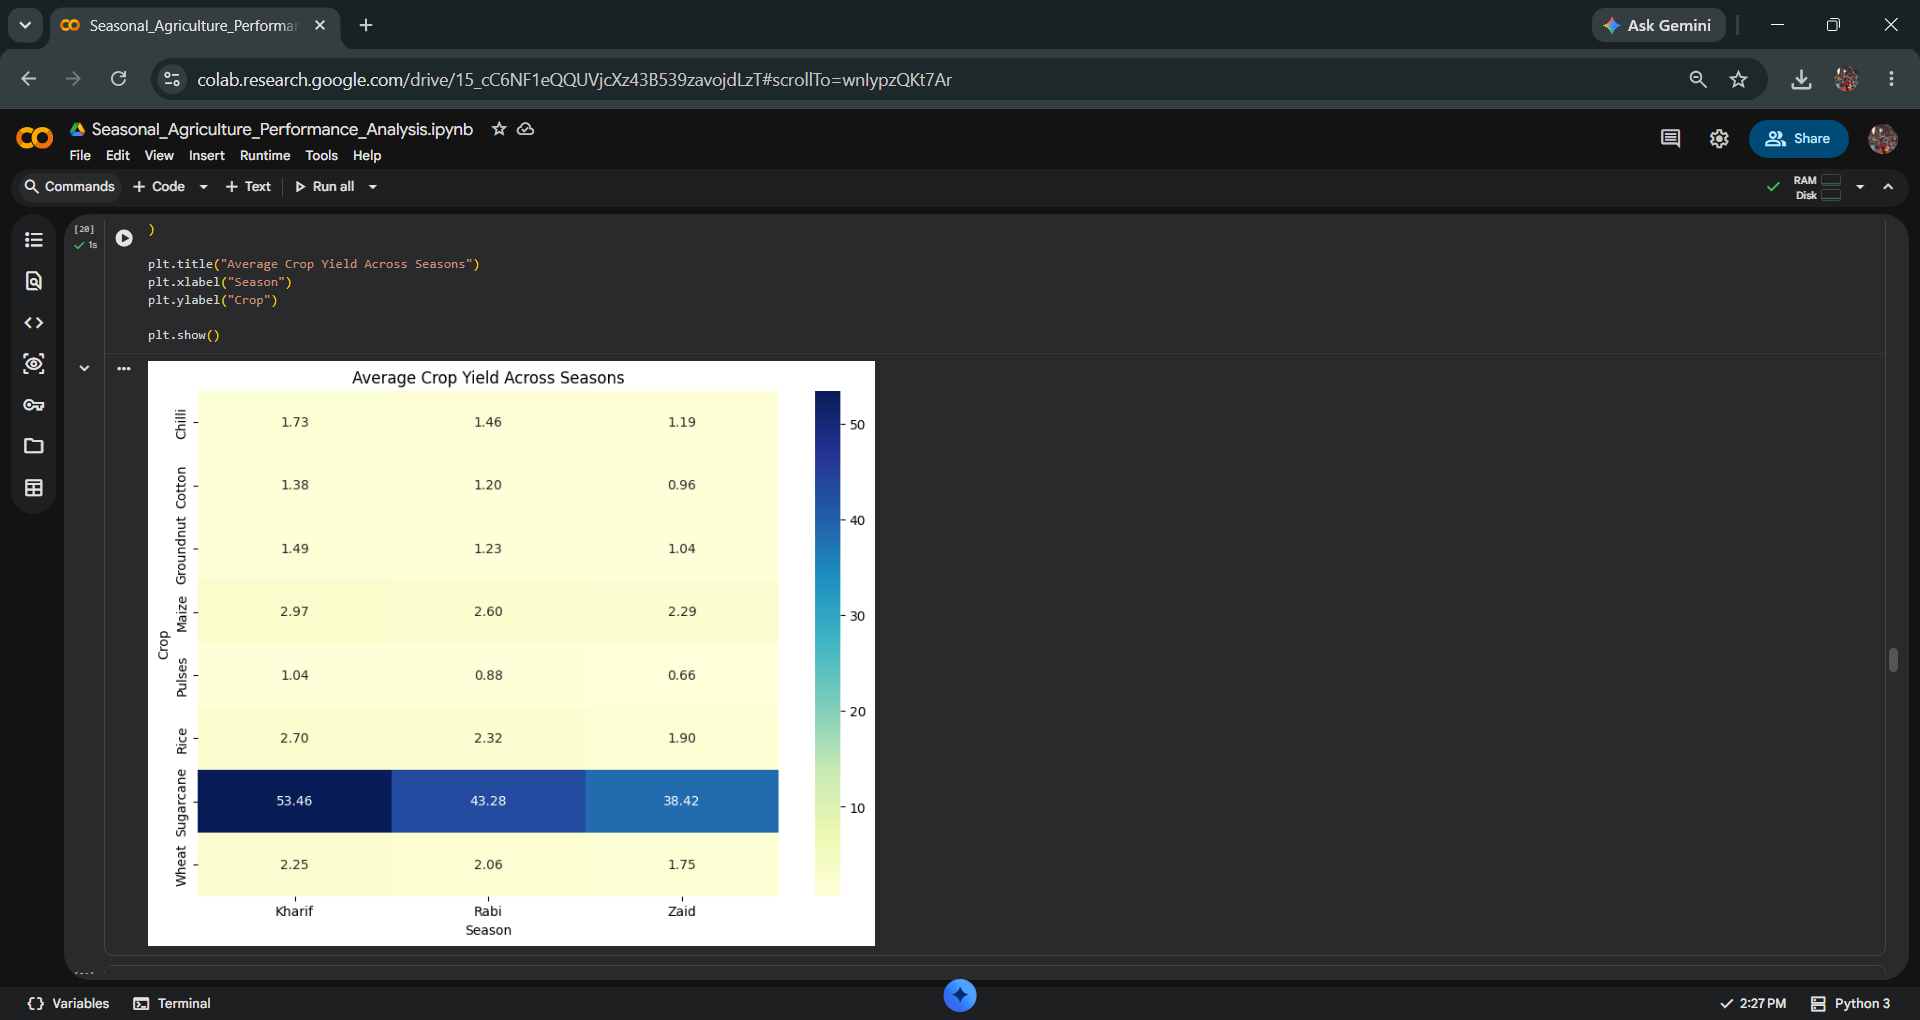 Seasonal_Agriculture_Performan
Ask Gemini
colab.research.google.com/drive/15_cC6NF1eQQUVjcXz43B539zavojdLzT#scrollTo=wnlypzQKt7Ar
Seasonal_Agriculture_Performance_Analysis.ipynb
File Edit View Insert Runtime Tools Help
Share
Commands + Code + Text Run all
RAM
Disk
[20]
1s
)
plt.title("Average Crop Yield Across Seasons")
plt.xlabel("Season")
plt.ylabel("Crop")
plt.show()
Average Crop Yield Across Seasons
Crop
Chilli 1.73 1.46 1.19
Cotton 1.38 1.20 0.96
Groundnut 1.49 1.23 1.04
Maize 2.97 2.60 2.29
Pulses 1.04 0.88 0.66
Rice 2.70 2.32 1.90
Sugarcane 53.46 43.28 38.42
Wheat 2.25 2.06 1.75
Kharif Rabi Zaid
Season
50
40
30
20
10
{} Variables Terminal
2:27 PM Python 3